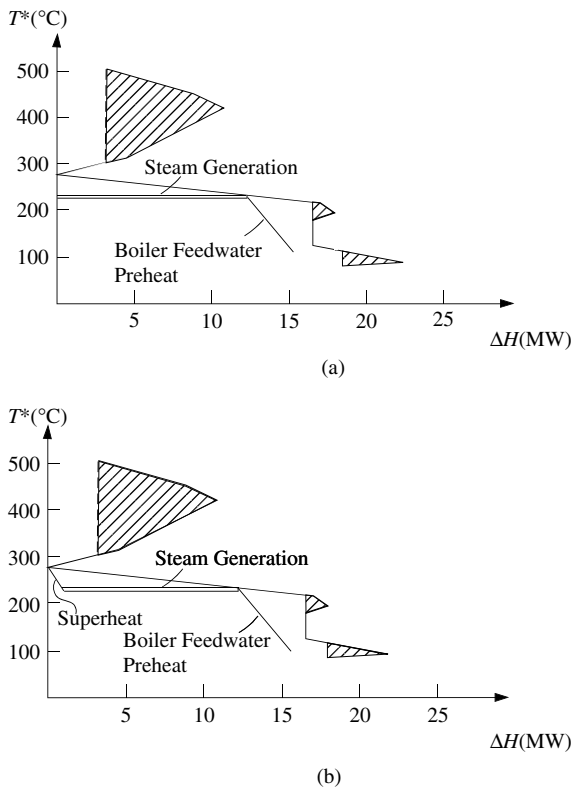 T*(°C)
500
400
300
Steam Generation
200
Boiler Feedwater
Preheat
100
5
10
15
20
25
ΔH(MW)
(a)
T*(°C)
500
400
300
Steam Generation
200
Superheat
Boiler Feedwater
Preheat
100
5
10
15
20
25
ΔH(MW)
(b)